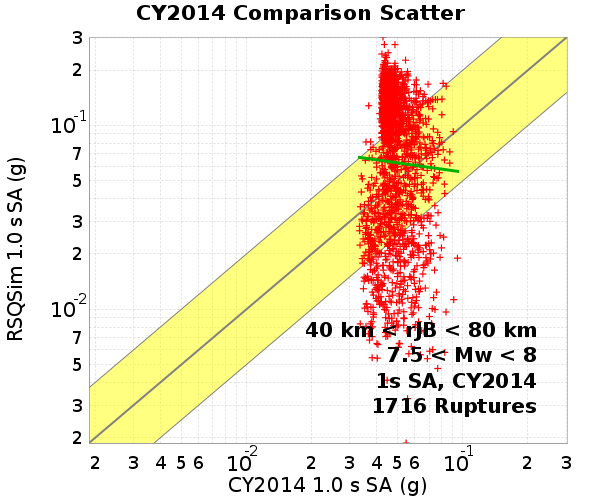 CY2014 Comparison Scatter
RSQSim 1.0 s SA (g)
3
2
10^-1
7
5
3
2
10^-2
7
5
3
2
40 km < rJB < 80 km
7.5 < Mw < 8
1s SA, CY2014
1716 Ruptures
2 3 4 5 6 10^-2 2 3 4 5 6 10^-1 2 3
CY2014 1.0 s SA (g)